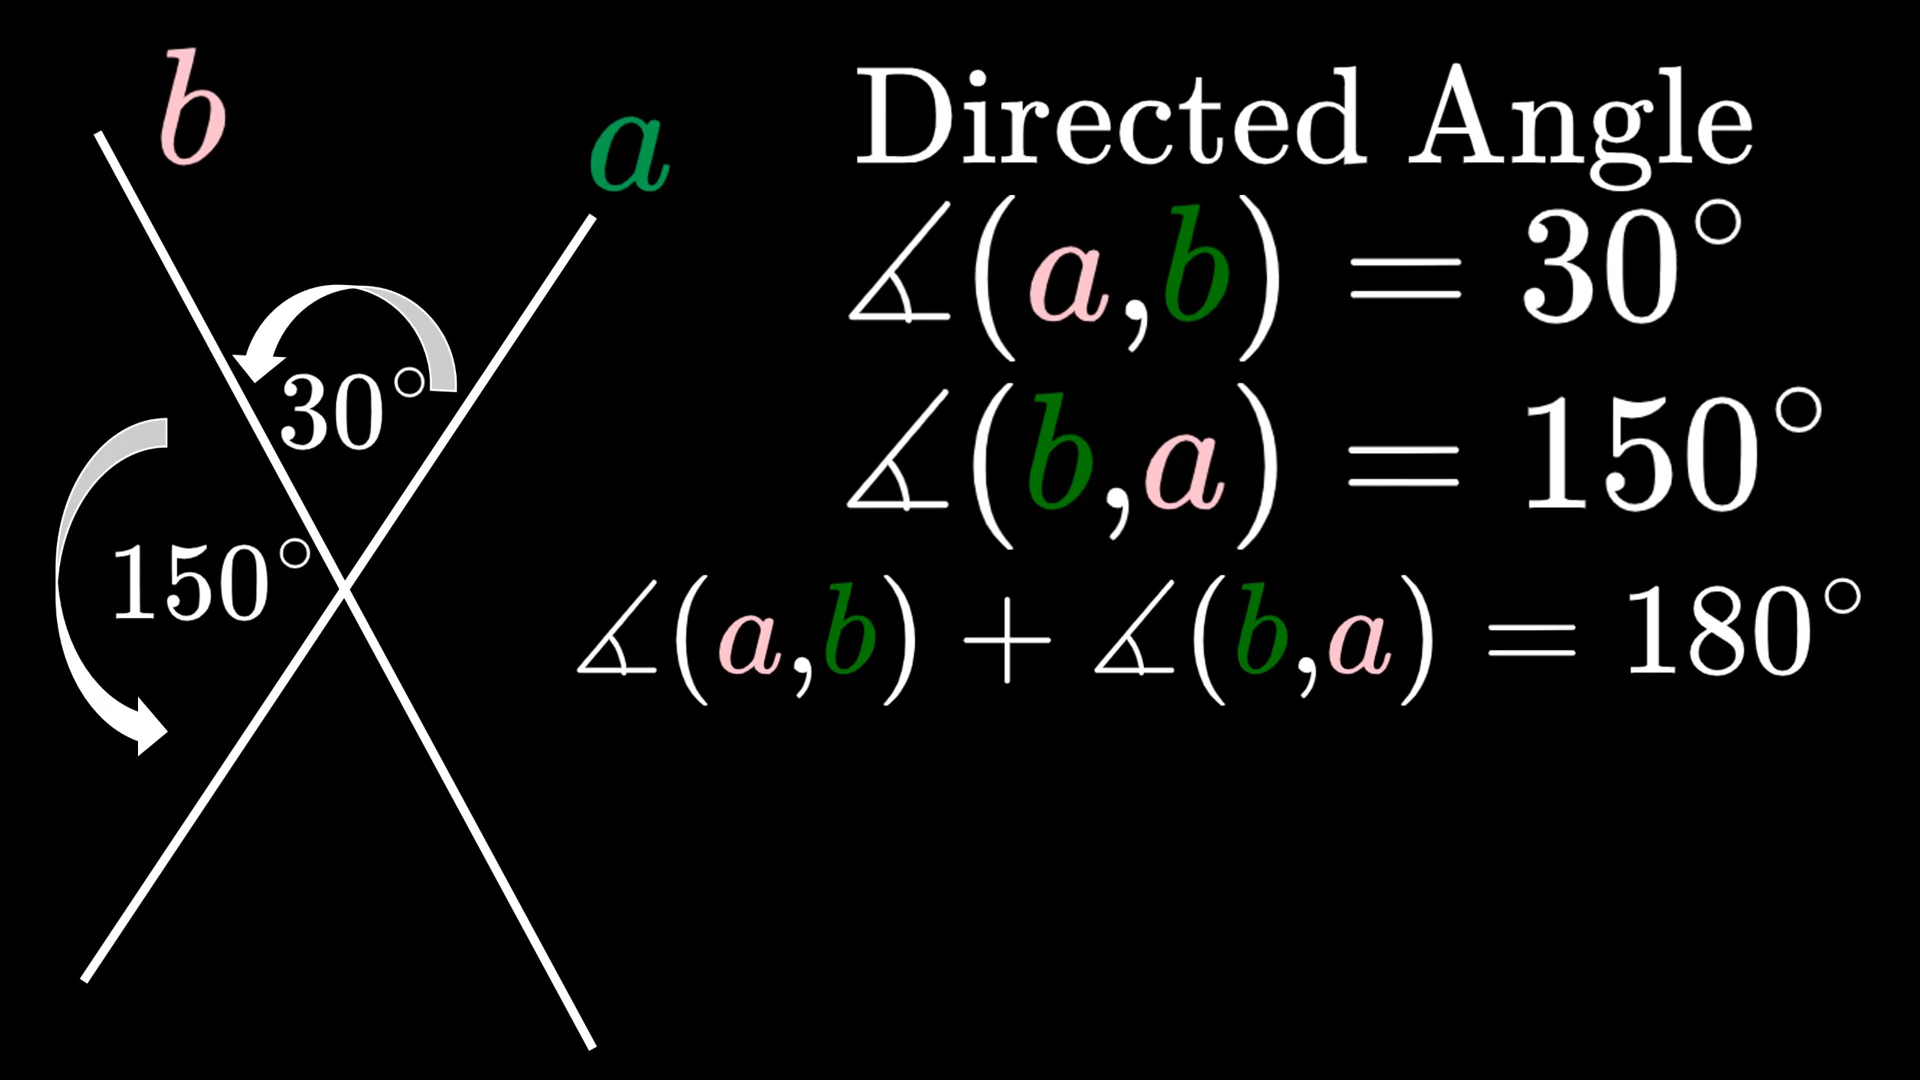 b
a
Directed Angle
∡(a,b) = 30°
30°
∡(b,a) = 150°
150°
∡(a,b) + ∡(b,a) = 180°